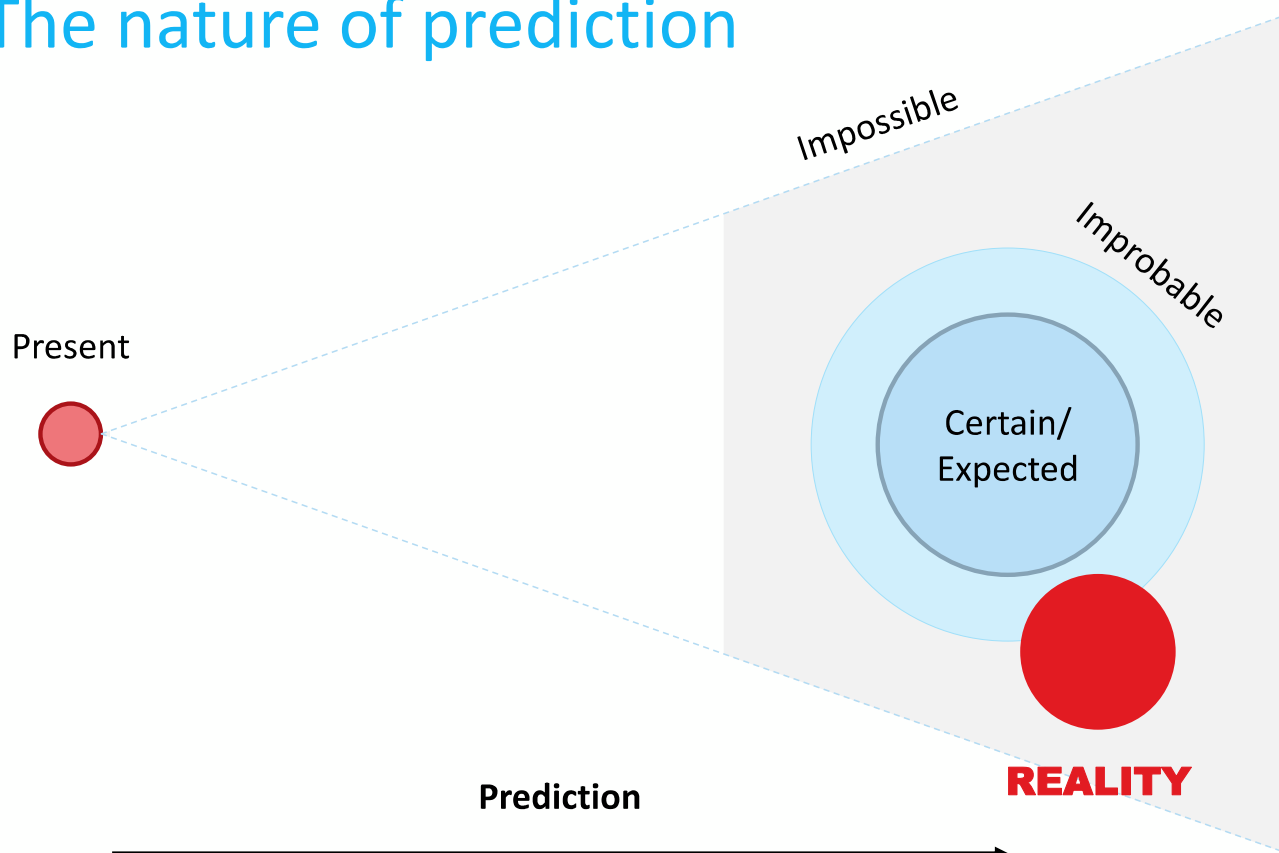 The nature of prediction
Impossible
Improbable
Present
Certain/
Expected
REALITY
Prediction